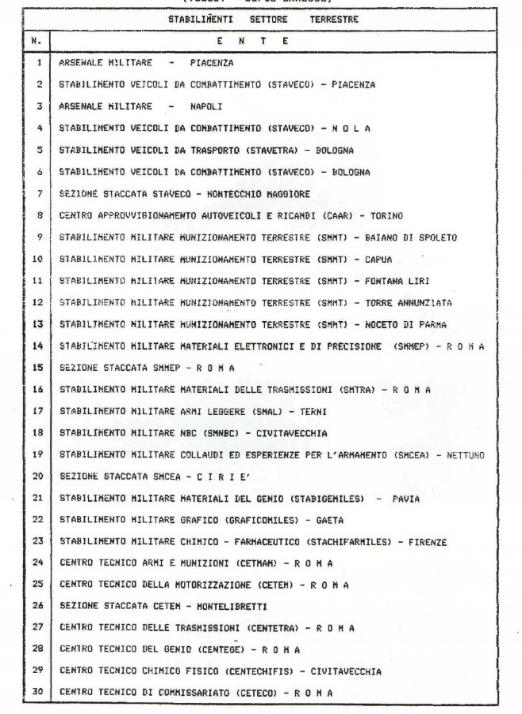 STABILIMENTI SETTORE TERRESTRE
N. E N T E
1 ARSENALE MILITARE - PIACENZA
2 STABILIMENTO VEICOLI DA COMBATTIMENTO (STAVECO) - PIACENZA
3 ARSENALE MILITARE - NAPOLI
4 STABILIMENTO VEICOLI DA COMBATTIMENTO (STAVECO) - N O L A
5 STABILIMENTO VEICOLI DA TRASPORTO (STAVETRA) - BOLOGNA
6 STABILIMENTO VEICOLI DA COMBATTIMENTO (STAVECO) - BOLOGNA
7 SEZIONE STACCATA STAVECO - MONTECCHIO MAGGIORE
8 CENTRO APPROVVIGIONAMENTO AUTOVEICOLI E RICAMBI (CAAR) - TORINO
9 STABILIMENTO MILITARE MUNIZIONAMENTO TERRESTRE (SMMT) - BAIANO DI SPOLETO
10 STABILIMENTO MILITARE MUNIZIONAMENTO TERRESTRE (SMMT) - CAPUA
11 STABILIMENTO MILITARE MUNIZIONAMENTO TERRESTRE (SMMT) - FONTANA LIRI
12 STABILIMENTO MILITARE MUNIZIONAMENTO TERRESTRE (SMMT) - TORRE ANNUNZIATA
13 STABILIMENTO MILITARE MUNIZIONAMENTO TERRESTRE (SMMT) - NOCETO DI PARMA
14 STABILIMENTO MILITARE MATERIALI ELETTRONICI E DI PRECISIONE (SMMEP) - R O M A
15 SEZIONE STACCATA SMMEP - R O M A
16 STABILIMENTO MILITARE MATERIALI DELLE TRASMISSIONI (SMTRA) - R O M A
17 STABILIMENTO MILITARE ARMI LEGGERE (SMAL) - TERNI
18 STABILIMENTO MILITARE NBC (SMNBC) - CIVITAVECCHIA
19 STABILIMENTO MILITARE COLLAUDI ED ESPERIENZE PER L'ARMAMENTO (SMCEA) - NETTUNO
20 SEZIONE STACCATA SMCEA - C I R I E'
21 STABILIMENTO MILITARE MATERIALI DEL GENIO (STABIGEMILES) - PAVIA
22 STABILIMENTO MILITARE GRAFICO (GRAFICOMILES) - GAETA
23 STABILIMENTO MILITARE CHIMICO - FARMACEUTICO (STACHIFARMILES) - FIRENZE
24 CENTRO TECNICO ARMI E MUNIZIONI (CETMAM) - R O M A
25 CENTRO TECNICO DELLA MOTORIZZAZIONE (CETEM) - R O M A
26 SEZIONE STACCATA CETEM - MONTELIBRETTI
27 CENTRO TECNICO DELLE TRASMISSIONI (CENTETRA) - R O M A
28 CENTRO TECNICO DEL GENIO (CENTEGE) - R O M A
29 CENTRO TECNICO CHIMICO FISICO (CENTECHIFIS) - CIVITAVECCHIA
30 CENTRO TECNICO DI COMMISSARIATO (CETECO) - R O M A